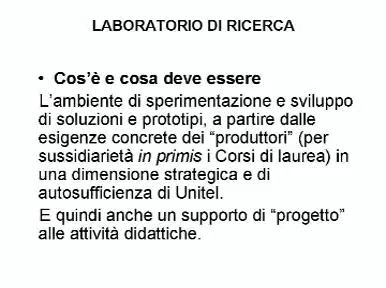 LABORATORIO DI RICERCA
• Cos’è e cosa deve essere
L’ambiente di sperimentazione e sviluppo
di soluzioni e prototipi, a partire dalle
esigenze concrete dei “produttori” (per
sussidiarietà in primis i Corsi di laurea) in
una dimensione strategica e di
autosufficienza di Unitel.
E quindi anche un supporto di “progetto”
alle attività didattiche.